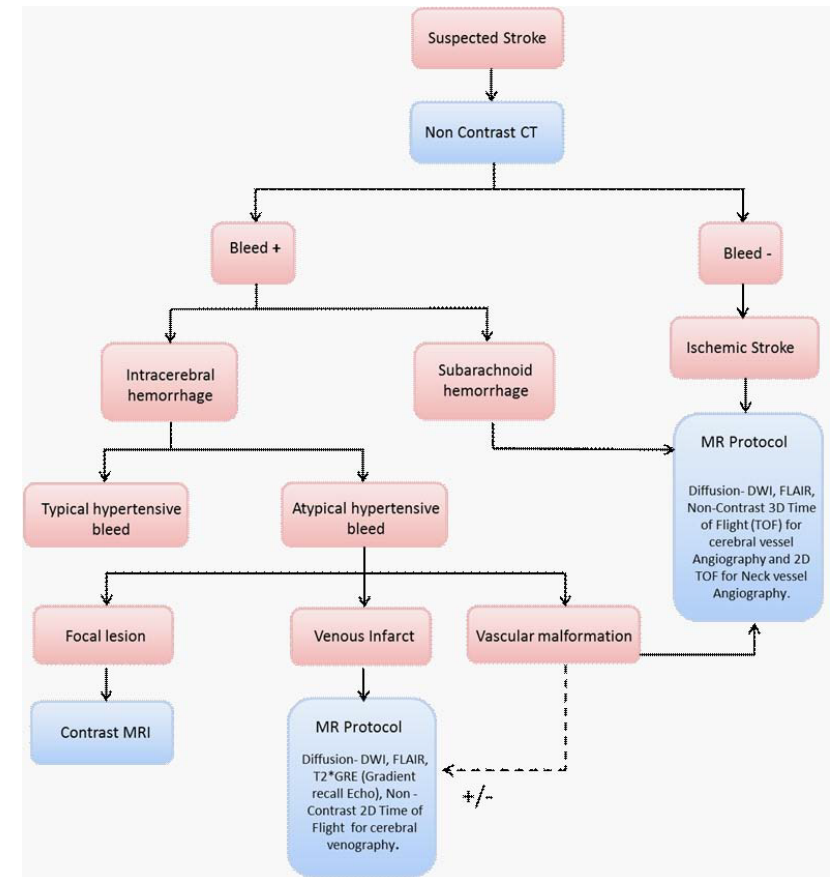 Suspected Stroke
Non Contrast CT
Bleed +
Bleed -
Intracerebral
hemorrhage
Subarachnoid
hemorrhage
Ischemic Stroke
MR Protocol
Diffusion- DWI, FLAIR,
Non-Contrast 3D Time
of Flight (TOF) for
cerebral vessel
Angiography and 2D
TOF for Neck vessel
Angiography.
Typical hypertensive
bleed
Atypical hypertensive
bleed
Focal lesion
Venous Infarct
Vascular malformation
Contrast MRI
MR Protocol
Diffusion- DWI, FLAIR,
T2*GRE (Gradient
recall Echo), Non -
Contrast 2D Time of
Flight for cerebral
venography.
+/-